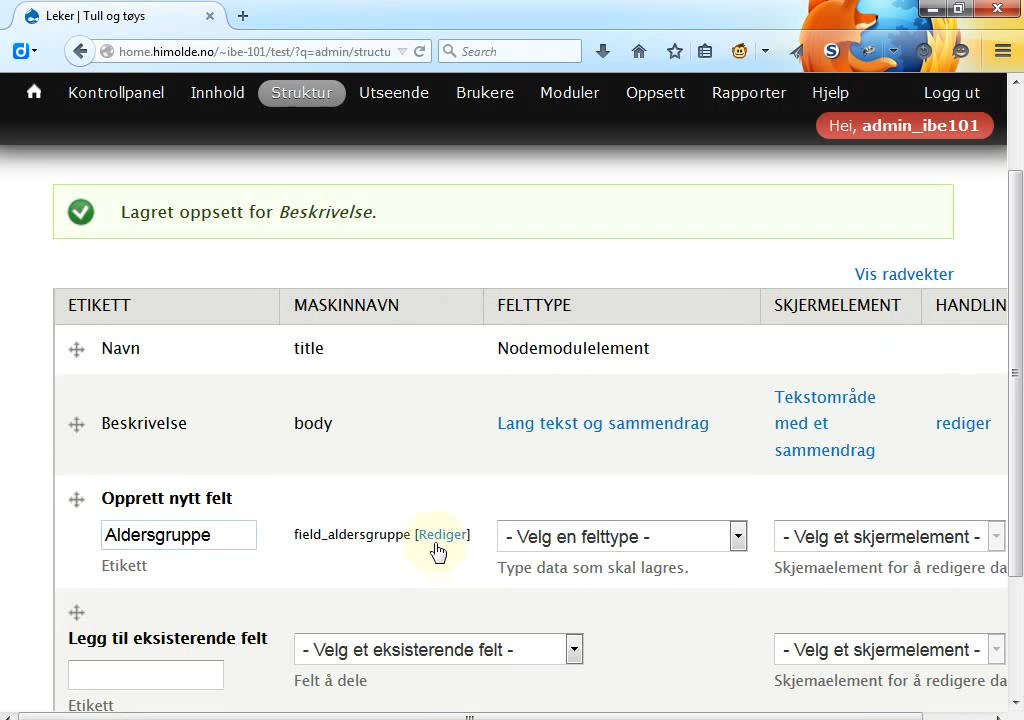 Leker | Tull og tøys
home.himolde.no/~ibe-101/test/?q=admin/structu
Search
Kontrollpanel Innhold Struktur Utseende Brukere Moduler Oppsett Rapporter Hjelp Logg ut
Hei, admin_ibe101
Lagret oppsett for Beskrivelse.
Vis radvekter
ETIKETT MASKINNAVN FELTTYPE SKJERMELEMENT HANDLIN
Navn title Nodemodulelement
Beskrivelse body Lang tekst og sammendrag Tekstområde
med et
sammendrag
rediger
Opprett nytt felt
Aldersgruppe field_aldersgruppe [Rediger] - Velg en felttype - - Velg et skjermelement -
Etikett Type data som skal lagres. Skjemaelement for å redigere da
Legg til eksisterende felt - Velg et eksisterende felt - - Velg et skjermelement -
Felt å dele Skjemaelement for å redigere da
Etikett